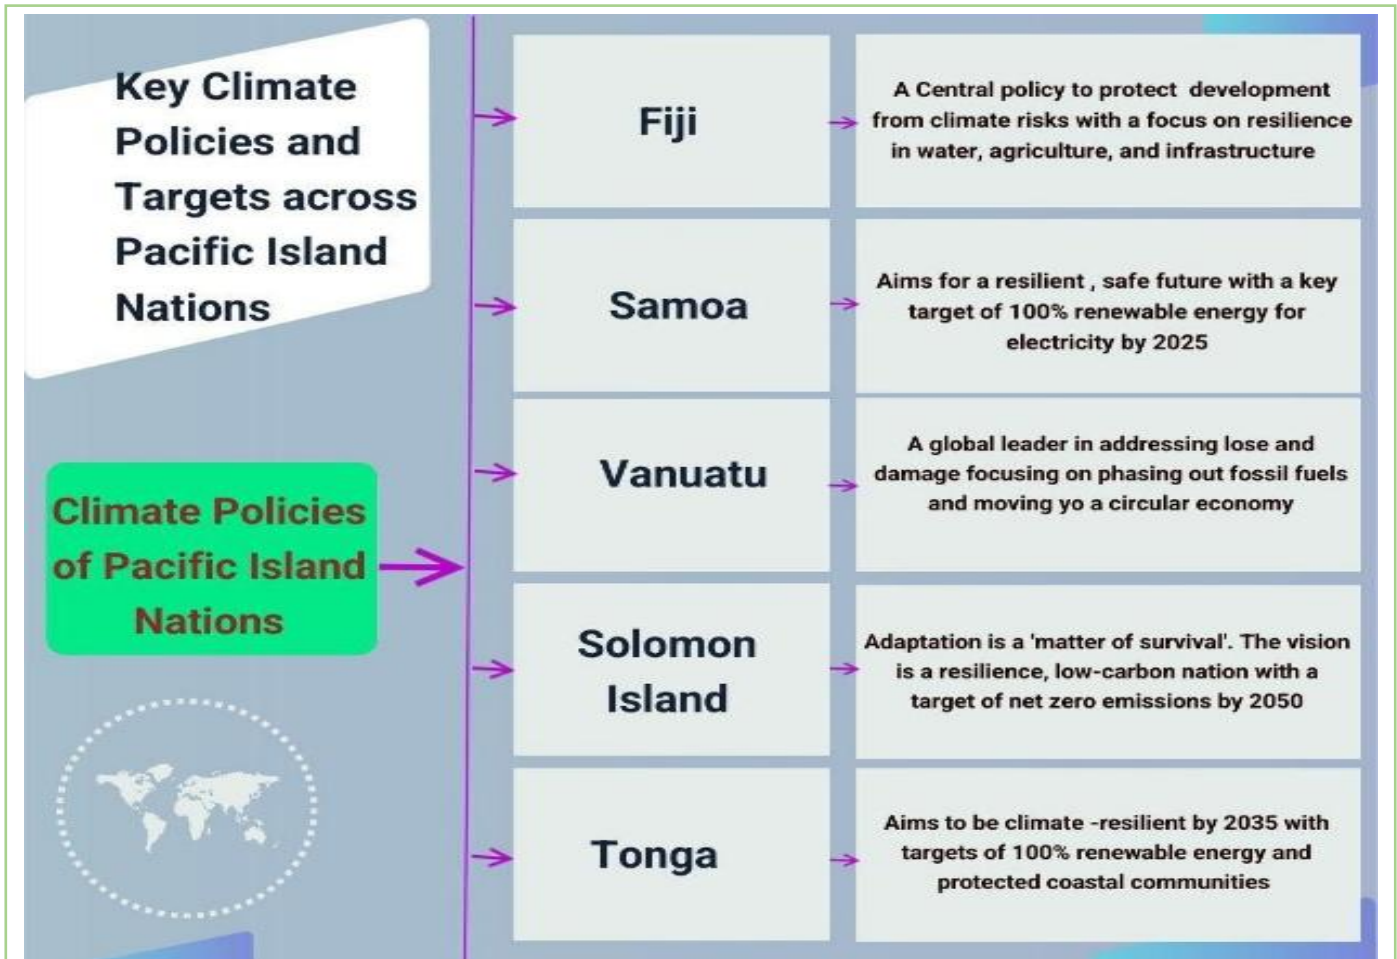 Key Climate
Policies and
Targets across
Pacific Island
Nations
Climate Policies
of Pacific Island
Nations
Fiji
A Central policy to protect development
from climate risks with a focus on resilience
in water, agriculture, and infrastructure
Samoa
Aims for a resilient , safe future with a key
target of 100% renewable energy for
electricity by 2025
Vanuatu
A global leader in addressing lose and
damage focusing on phasing out fossil fuels
and moving yo a circular economy
Solomon
Island
Adaptation is a 'matter of survival'. The vision
is a resilience, low-carbon nation with a
target of net zero emissions by 2050
Tonga
Aims to be climate -resilient by 2035 with
targets of 100% renewable energy and
protected coastal communities